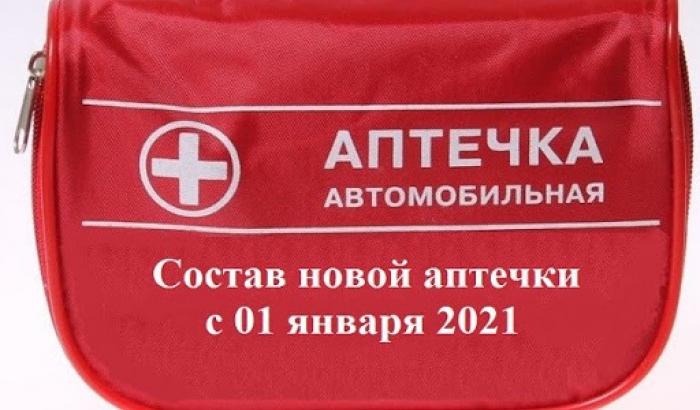 АПТЕЧКА
АВТОМОБИЛЬНАЯ
Состав новой аптечки
с 01 января 2021